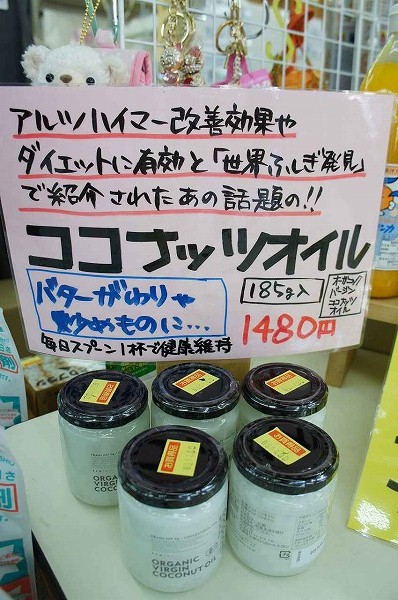 アルツハイマー改善効果や
ダイエットに有効と「世界ふしぎ発見」
で紹介されたあの話題の!!
ココナッツオイル
バターがわりや
炒めものに…
185g入
オーガニック
バージン
ココナッツ
オイル
毎日スプーン1杯で健康維持
1480円
ORGANIC
VIRGIN
COCONUT
ORGANIC
VIRGIN
COCONUT OIL